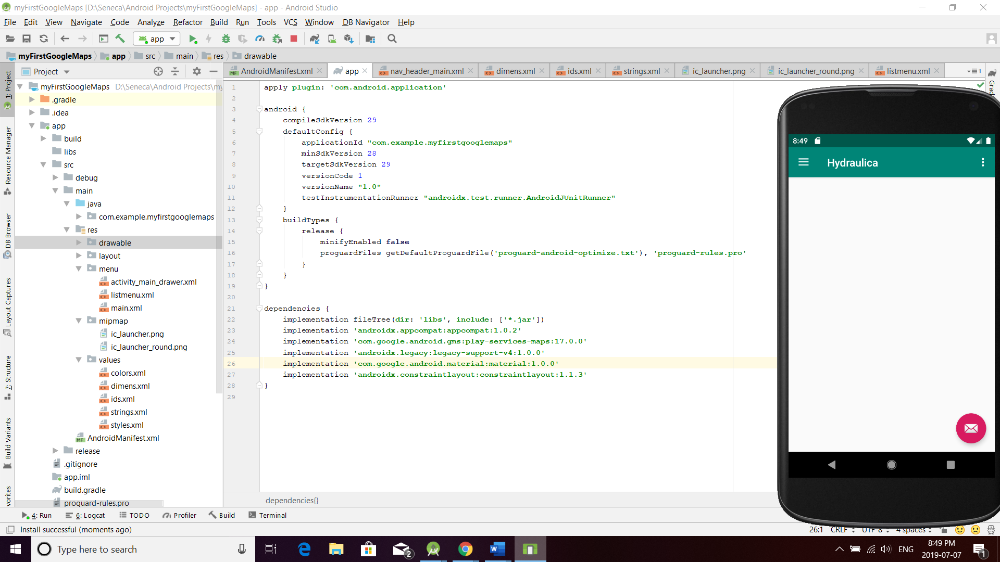 myFirstGoogleMaps [D:\Seneca\Android Projects\myFirstGoogleMaps] - app - Android Studio
File Edit View Navigate Code Analyze Refactor Build Run Tools VCS Window DB Navigator Help
app
myFirstGoogleMaps app src main res drawable
Project
AndroidManifest.xml app nav_header_main.xml dimens.xml ids.xml strings.xml ic_launcher.png ic_launcher_round.png listmenu.xml 1
1: Project
Resource Manager
DB Browser
Layout Captures
7: Structure
Build Variants
myFirstGoogleMaps D:\Seneca\Android Projects\my
.gradle
.idea
app
build
libs
src
debug
main
java
com.example.myfirstgooglemaps
res
drawable
layout
menu
activity_main_drawer.xml
listmenu.xml
main.xml
mipmap
ic_launcher.png
ic_launcher_round.png
values
colors.xml
dimens.xml
ids.xml
strings.xml
styles.xml
AndroidManifest.xml
release
.gitignore
app.iml
build.gradle
proguard-rules.pro
1 apply plugin: 'com.android.application'
2
3 android {
4 compileSdkVersion 29
5 defaultConfig {
6 applicationId "com.example.myfirstgooglemaps"
7 minSdkVersion 28
8 targetSdkVersion 29
9 versionCode 1
10 versionName "1.0"
11 testInstrumentationRunner "androidx.test.runner.AndroidJUnitRunner"
12 }
13 buildTypes {
14 release {
15 minifyEnabled false
16 proguardFiles getDefaultProguardFile('proguard-android-optimize.txt'), 'proguard-rules.pro'
17 }
18 }
19 }
20
21 dependencies {
22 implementation fileTree(dir: 'libs', include: ['*.jar'])
23 implementation 'androidx.appcompat:appcompat:1.0.2'
24 implementation 'com.google.android.gms:play-services-maps:17.0.0'
25 implementation 'androidx.legacy:legacy-support-v4:1.0.0'
26 implementation 'com.google.android.material:material:1.0.0'
27 implementation 'androidx.constraintlayout:constraintlayout:1.1.3'
28 }
29
dependencies{}
8:49
Hydraulica
4: Run 6: Logcat TODO Profiler Build Terminal
Install successful (moments ago)
26:1 CRLF UTF-8 4 spaces
Type here to search
2
ENG
8:49 PM
2019-07-07
1